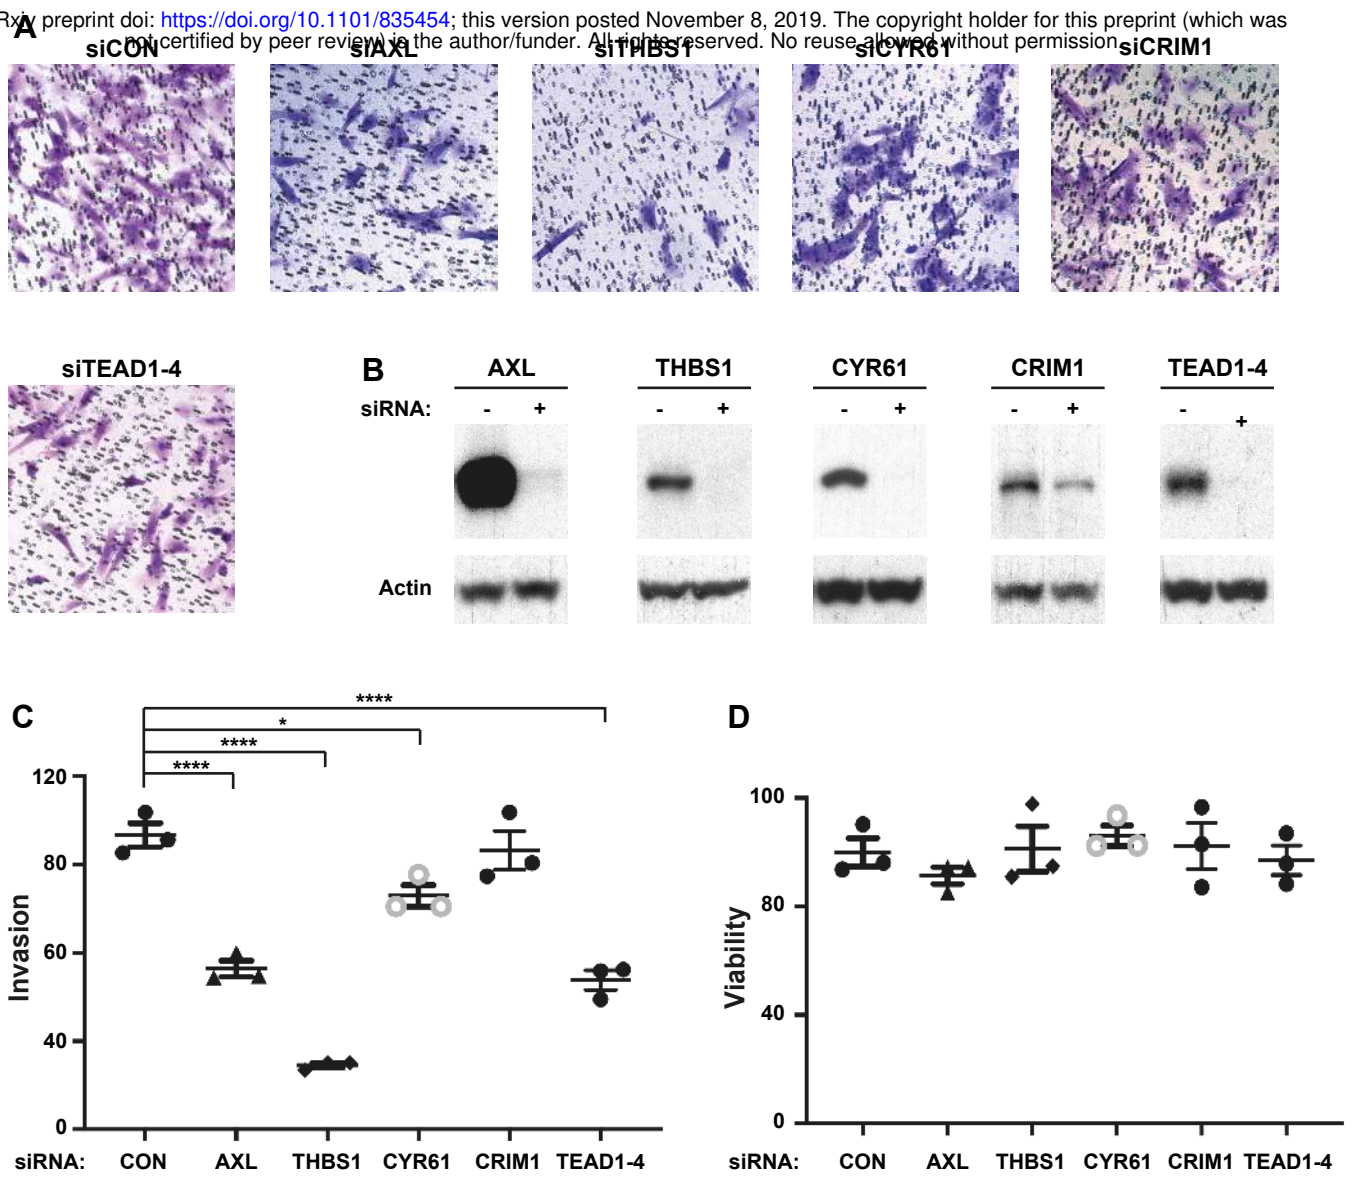 Rxiv preprint doi: https://doi.org/10.1101/835454; this version posted November 8, 2019. The copyright holder for this preprint (which was
not certified by peer review) is the author/funder. All rights reserved. No reuse allowed without permission.
A
siCON siAXL siTHBS1 siCYR61 siCRIM1
siTEAD1-4
B
AXL THBS1 CYR61 CRIM1 TEAD1-4
siRNA: - + - + - + - + - +
Actin
C
****
*
****
****
Invasion
120
80
60
40
0
siRNA: CON AXL THBS1 CYR61 CRIM1 TEAD1-4
D
Viability
100
80
40
0
siRNA: CON AXL THBS1 CYR61 CRIM1 TEAD1-4